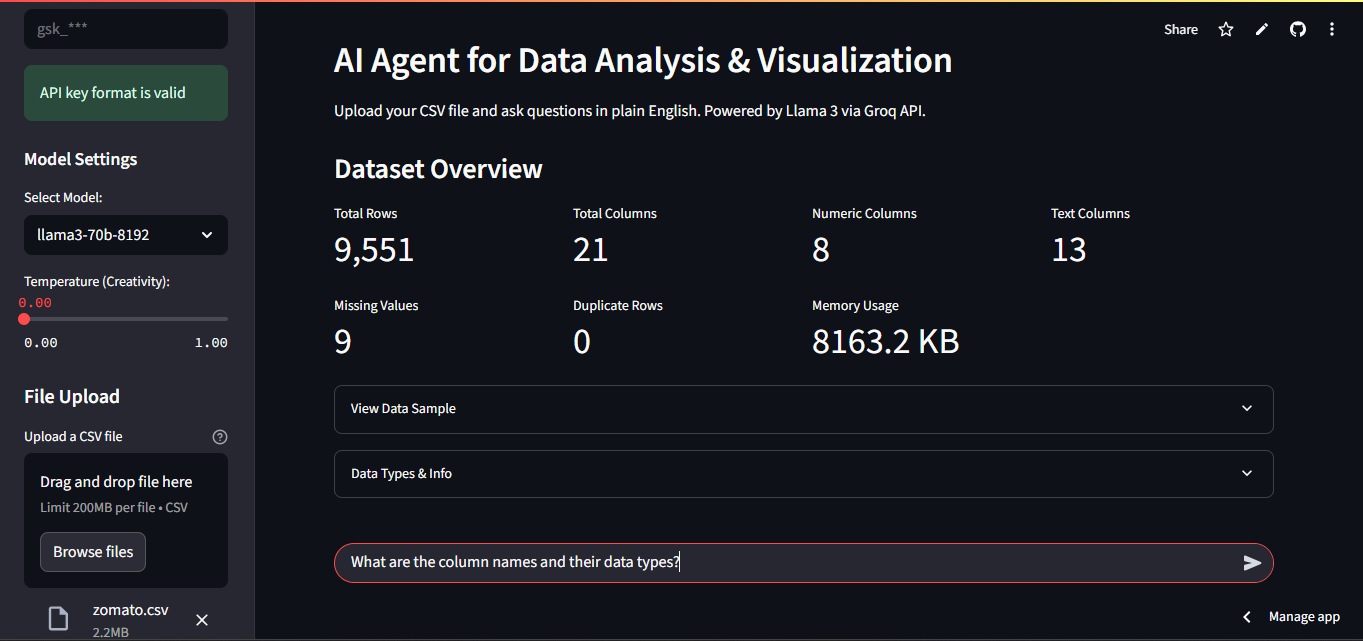 gsk_***
API key format is valid
Model Settings
Select Model:
llama3-70b-8192
Temperature (Creativity):
0.00
0.00 1.00
File Upload
Upload a CSV file
Drag and drop file here
Limit 200MB per file • CSV
Browse files
zomato.csv
2.2MB
Share
AI Agent for Data Analysis & Visualization
Upload your CSV file and ask questions in plain English. Powered by Llama 3 via Groq API.
Dataset Overview
Total Rows Total Columns Numeric Columns Text Columns
9,551 21 8 13
Missing Values Duplicate Rows Memory Usage
9 0 8163.2 KB
View Data Sample
Data Types & Info
What are the column names and their data types?
Manage app